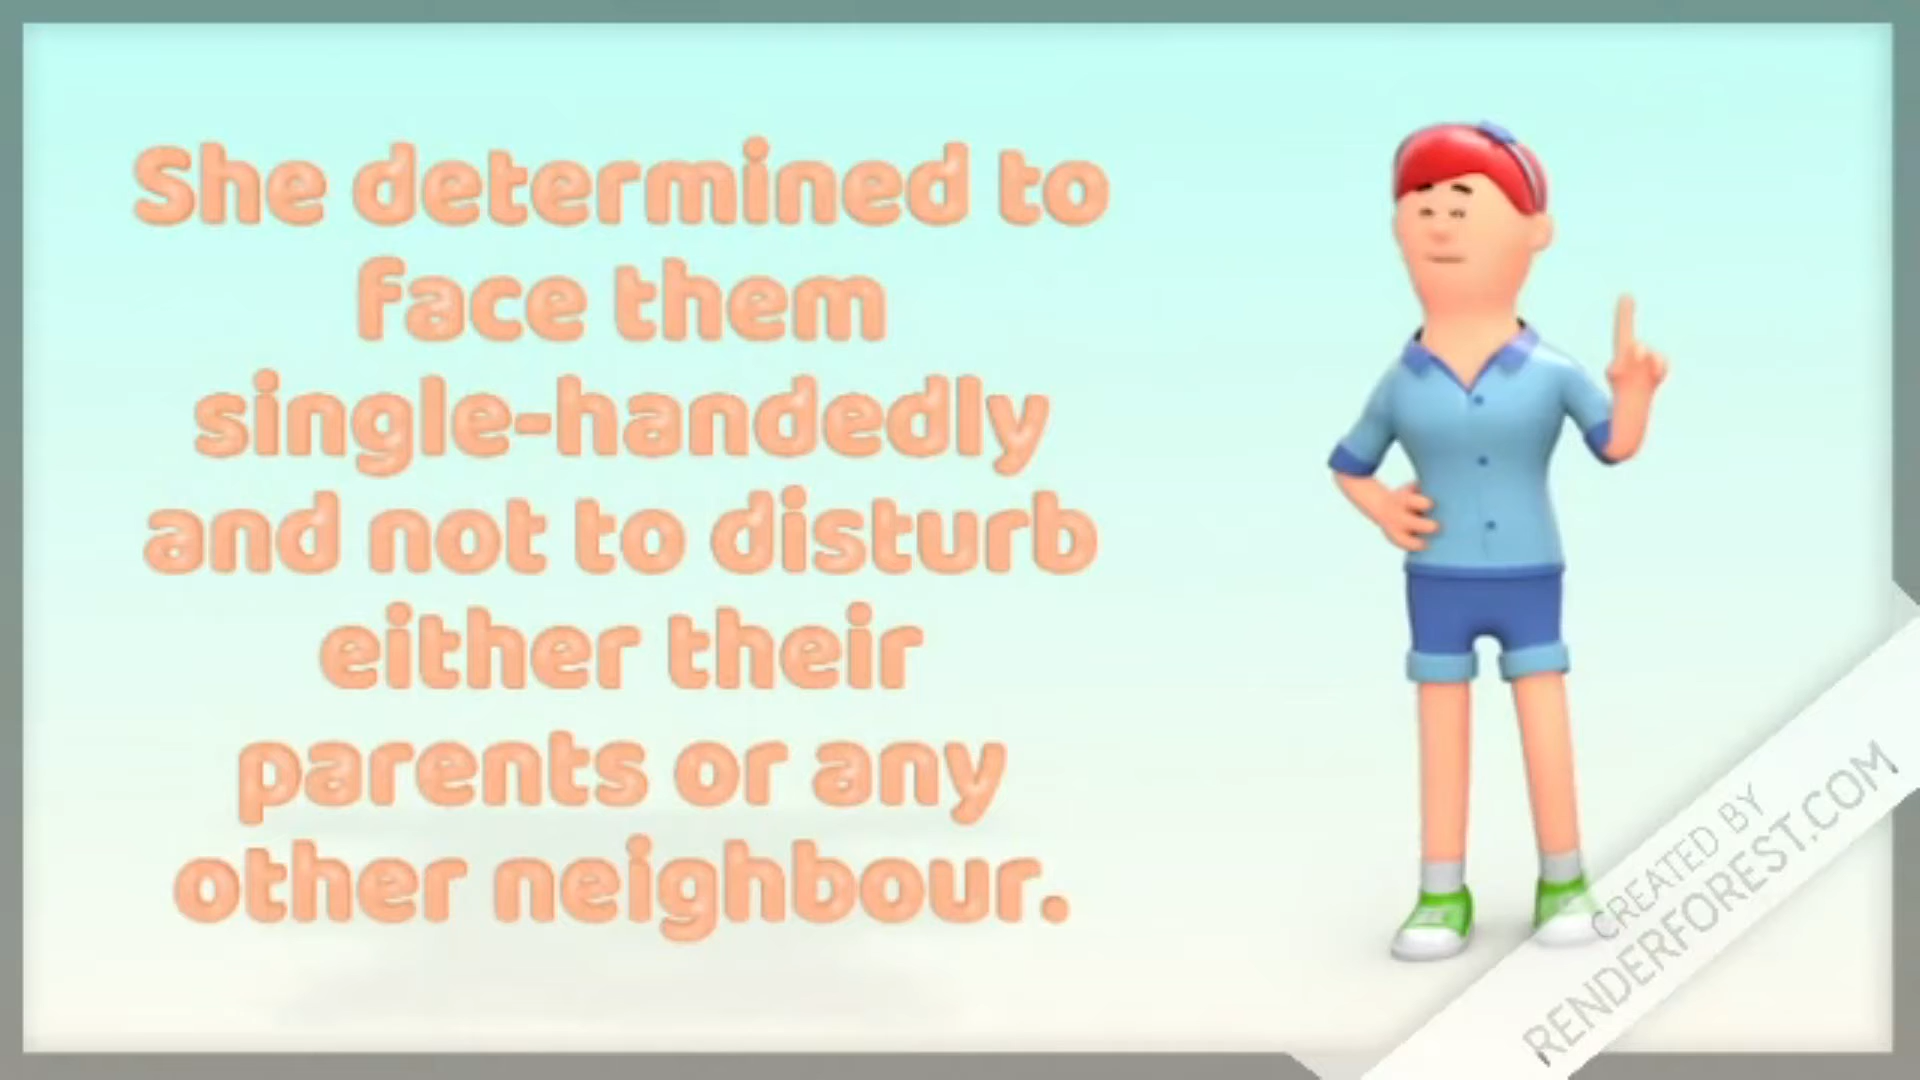 She determined to
face them
single-handedly
and not to disturb
either their
parents or any
other neighbour.
CREATED BY
RENDERFOREST.COM